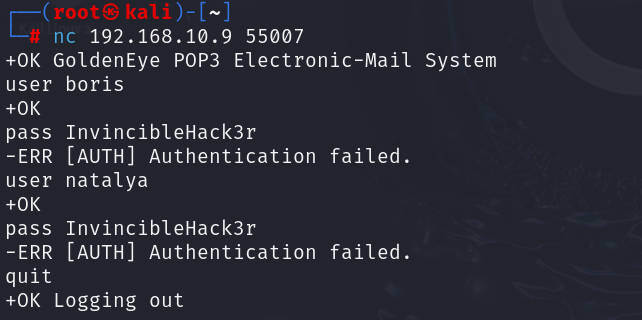 ┌──(root㉿kali)-[~]
└─# nc 192.168.10.9 55007
+OK GoldenEye POP3 Electronic-Mail System
user boris
+OK
pass InvincibleHack3r
-ERR [AUTH] Authentication failed.
user natalya
+OK
pass InvincibleHack3r
-ERR [AUTH] Authentication failed.
quit
+OK Logging out